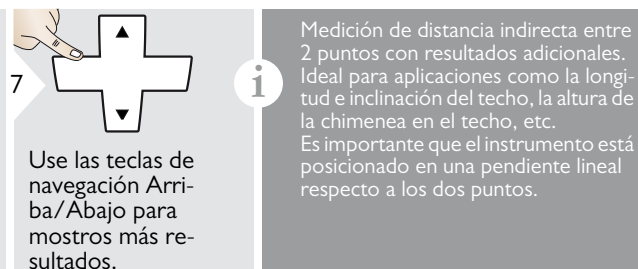 7
Use las teclas de
navegación Arri-
ba/Abajo para
mostros más re-
sultados.
i
Medición de distancia indirecta entre
2 puntos con resultados adicionales.
Ideal para aplicaciones como la longi-
tud e inclinación del techo, la altura de
la chimenea en el techo, etc.
Es importante que el instrumento está
posicionado en una pendiente lineal
respecto a los dos puntos.